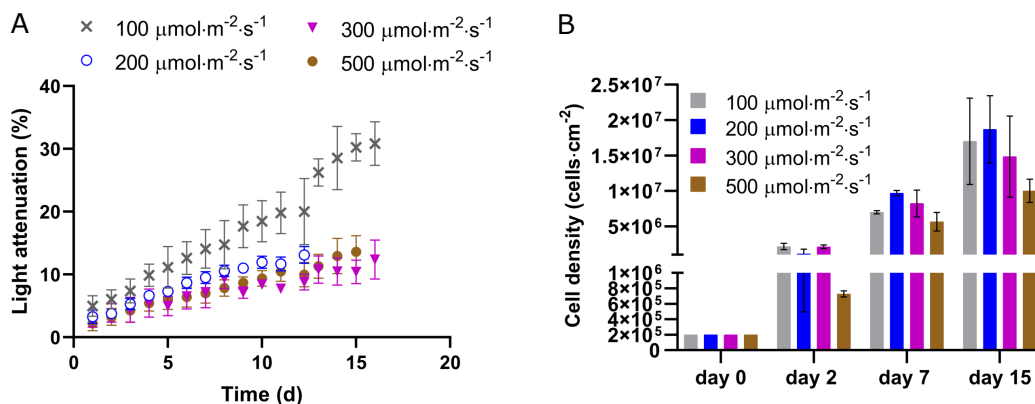 A
100 μmol·m⁻²·s⁻¹
300 μmol·m⁻²·s⁻¹
200 μmol·m⁻²·s⁻¹
500 μmol·m⁻²·s⁻¹
Light attenuation (%)
40
30
20
10
0
0
5
10
15
20
Time (d)
B
100 μmol·m⁻²·s⁻¹
200 μmol·m⁻²·s⁻¹
300 μmol·m⁻²·s⁻¹
500 μmol·m⁻²·s⁻¹
Cell density (cells·cm⁻²)
2.5×10⁷
2×10⁷
1.5×10⁷
1×10⁷
5×10⁶
1×10⁶
8×10⁵
6×10⁵
4×10⁵
2×10⁵
0
day 0
day 2
day 7
day 15